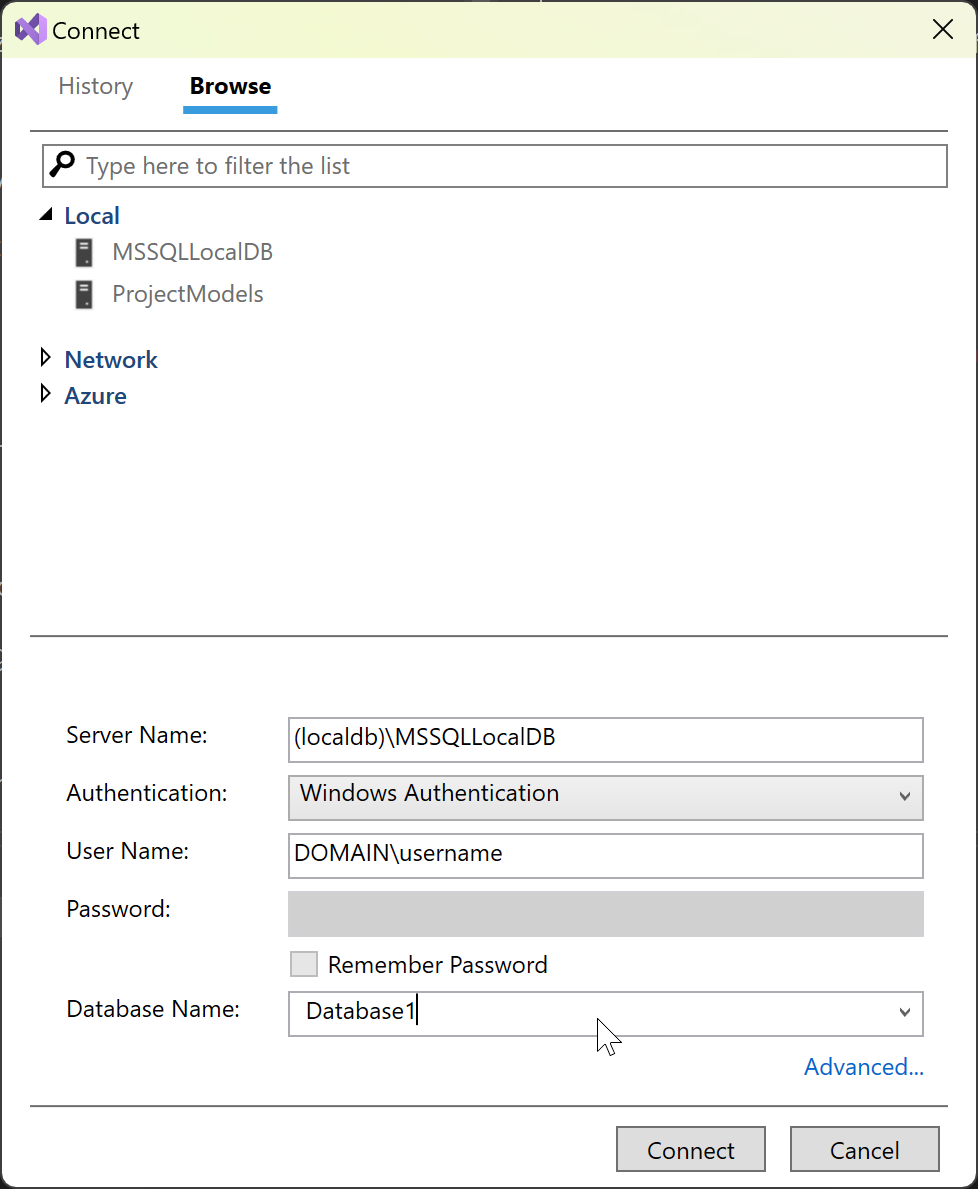 Connect
History Browse
Type here to filter the list
Local
MSSQLLocalDB
ProjectModels
Network
Azure
Server Name: (localdb)\MSSQLLocalDB
Authentication: Windows Authentication
User Name: DOMAIN\username
Password:
Remember Password
Database Name: Database1
Advanced...
Connect Cancel